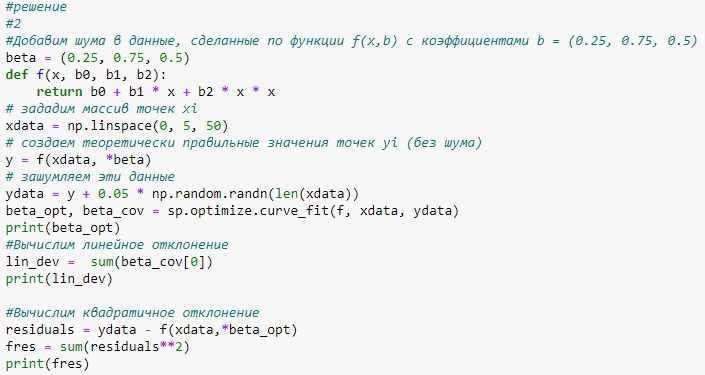 #решение
#2
#Добавим шума в данные, сделанные по функции f(x,b) с коэффициентами b = (0.25, 0.75, 0.5)
beta = (0.25, 0.75, 0.5)
def f(x, b0, b1, b2):
    return b0 + b1 * x + b2 * x * x
# зададим массив точек xi
xdata = np.linspace(0, 5, 50)
# создаем теоретически правильные значения точек yi (без шума)
y = f(xdata, *beta)
# зашумляем эти данные
ydata = y + 0.05 * np.random.randn(len(xdata))
beta_opt, beta_cov = sp.optimize.curve_fit(f, xdata, ydata)
print(beta_opt)
#Вычислим линейное отклонение
lin_dev =  sum(beta_cov[0])
print(lin_dev)
#Вычислим квадратичное отклонение
residuals = ydata - f(xdata,*beta_opt)
fres = sum(residuals**2)
print(fres)